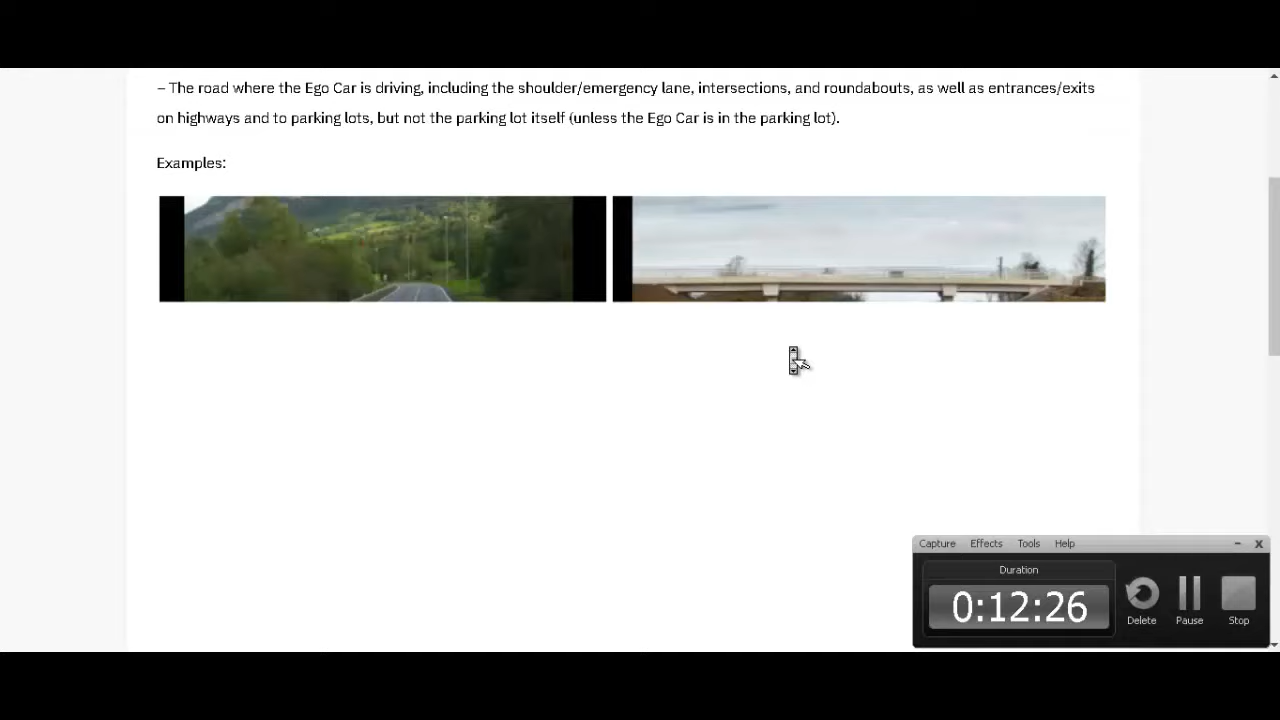 – The road where the Ego Car is driving, including the shoulder/emergency lane, intersections, and roundabouts, as well as entrances/exits
on highways and to parking lots, but not the parking lot itself (unless the Ego Car is in the parking lot).
Examples:
Capture Effects Tools Help
Duration
0:12:26
Delete Pause Stop